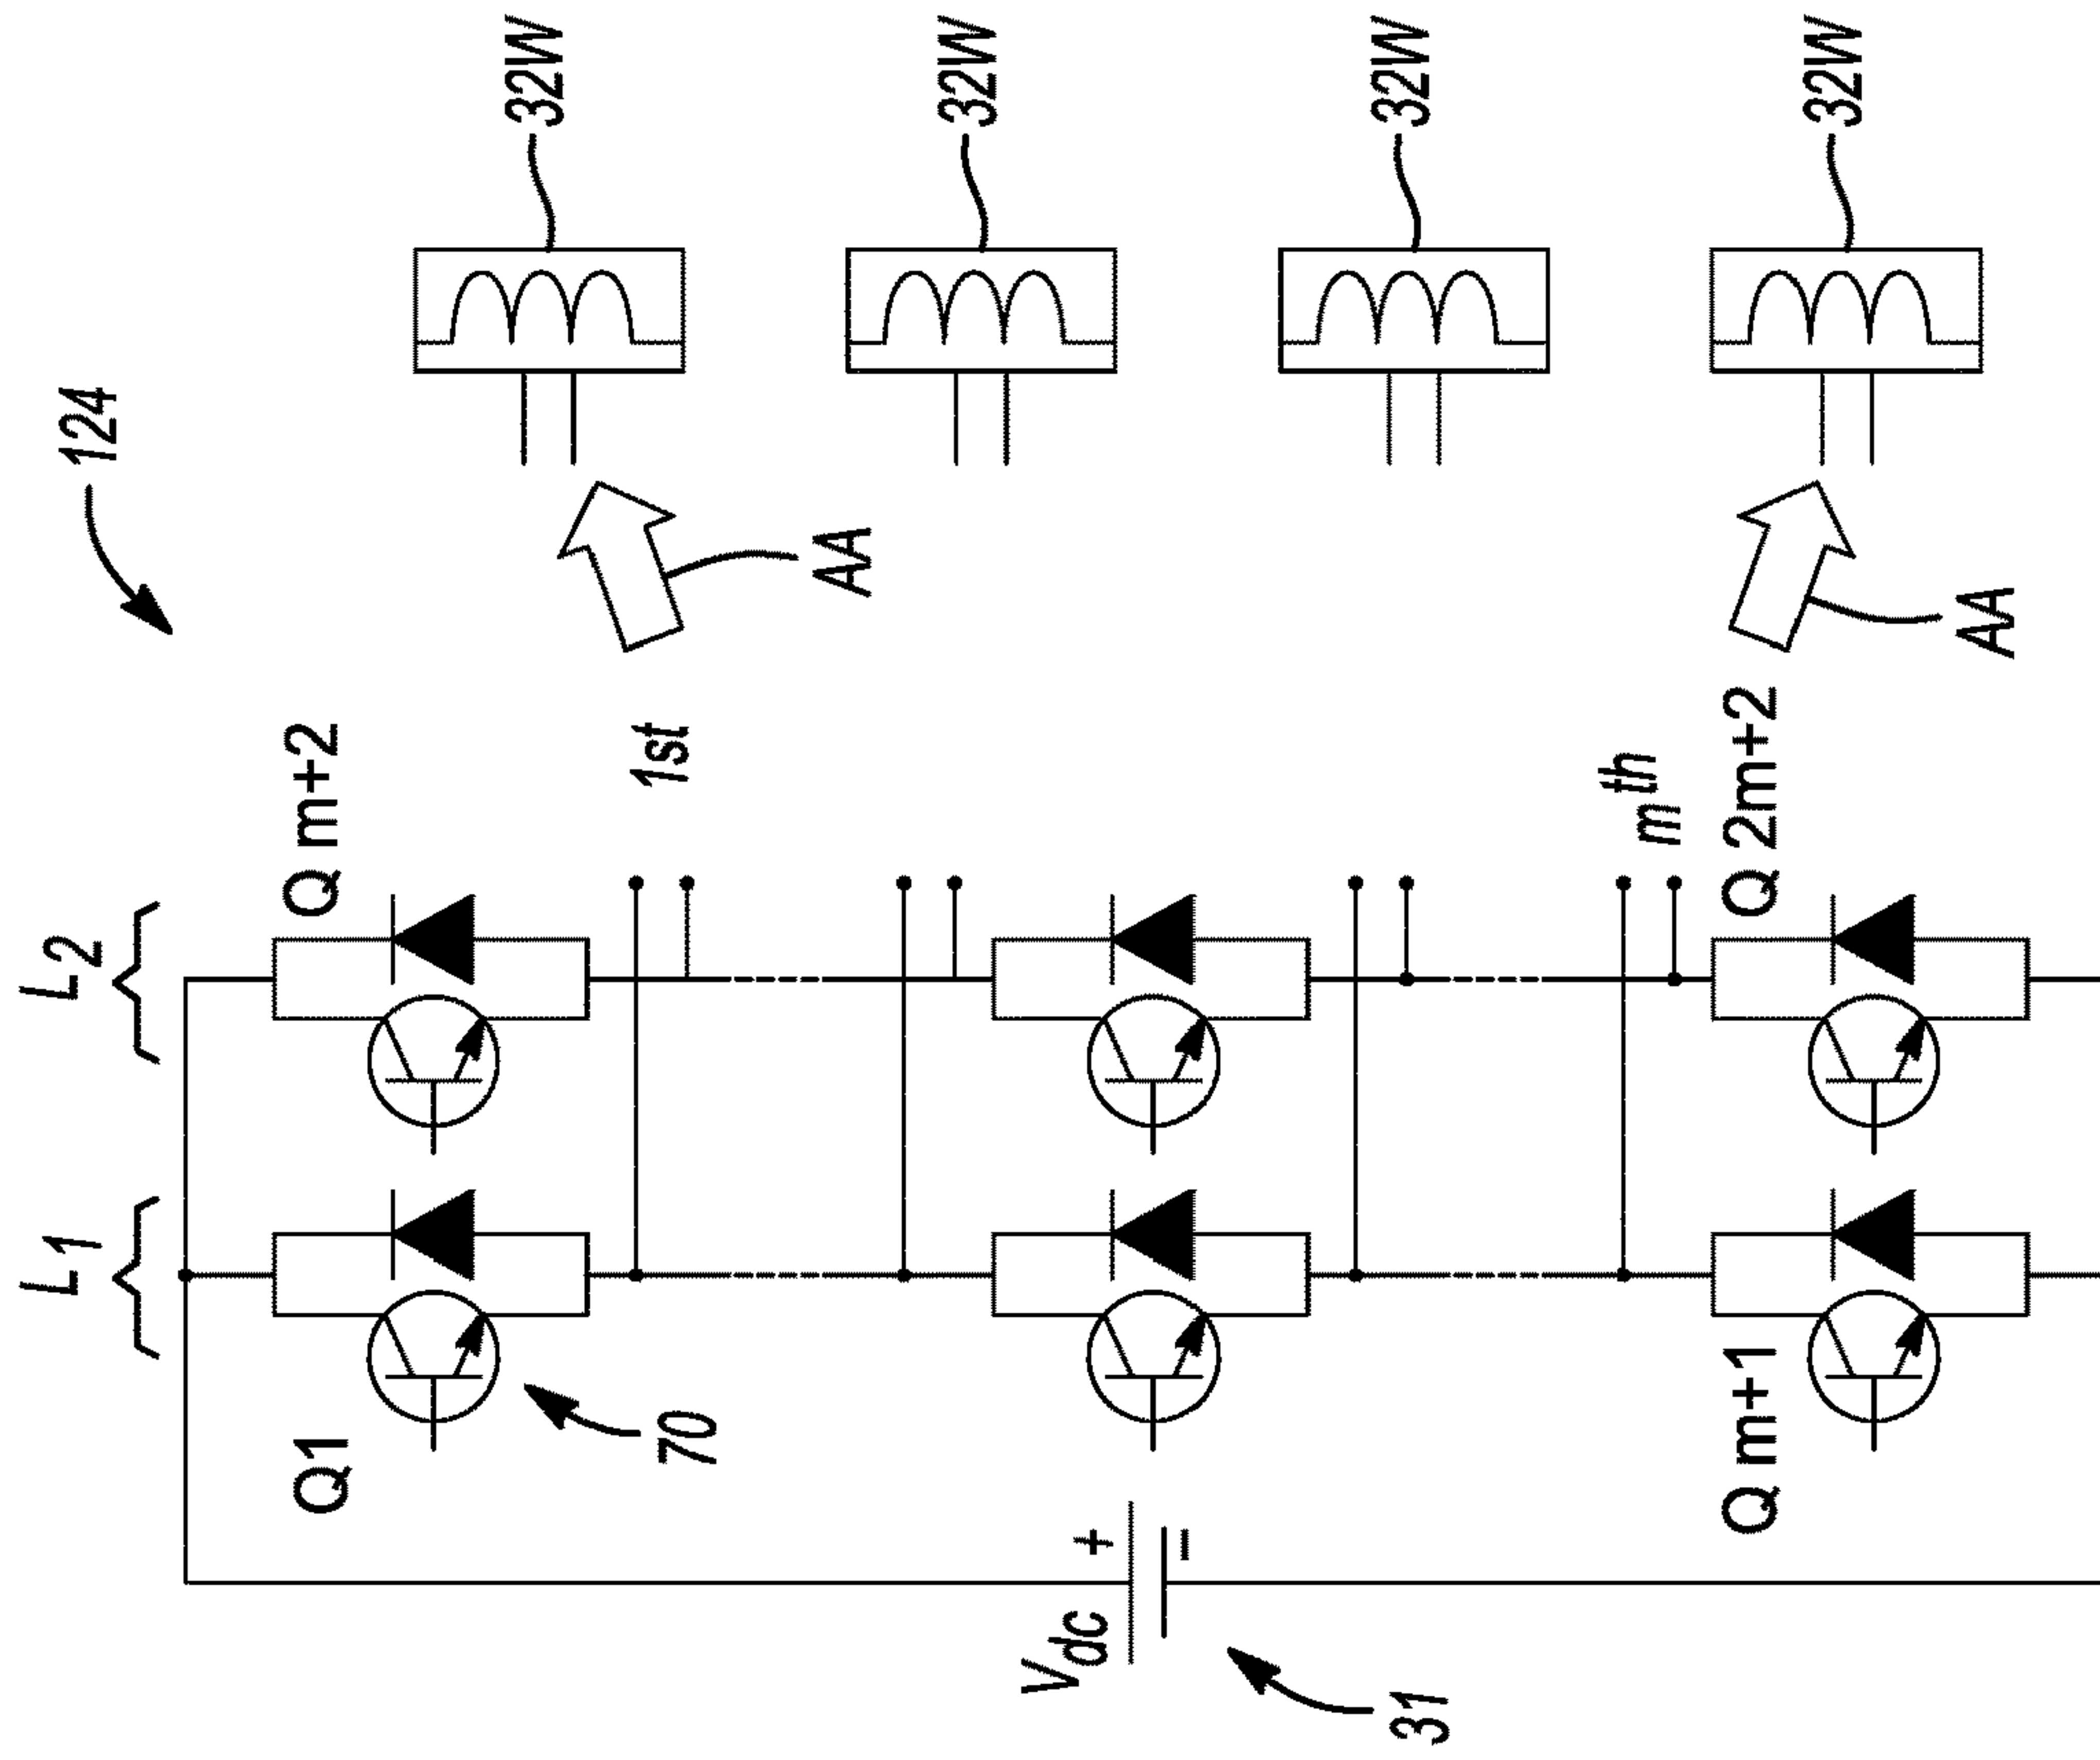 124
L1
L2
Q1
Q m+2
70
1st
AA
32W
32W
32W
32W
Vdc
+
–
31
mth
Q m+1
Q 2m+2
AA